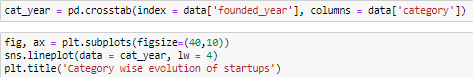 cat_year = pd.crosstab(index = data['founded_year'], columns = data['category'])
fig, ax = plt.subplots(figsize=(40,10))
sns.lineplot(data = cat_year, lw = 4)
plt.title('Category wise evolution of startups')